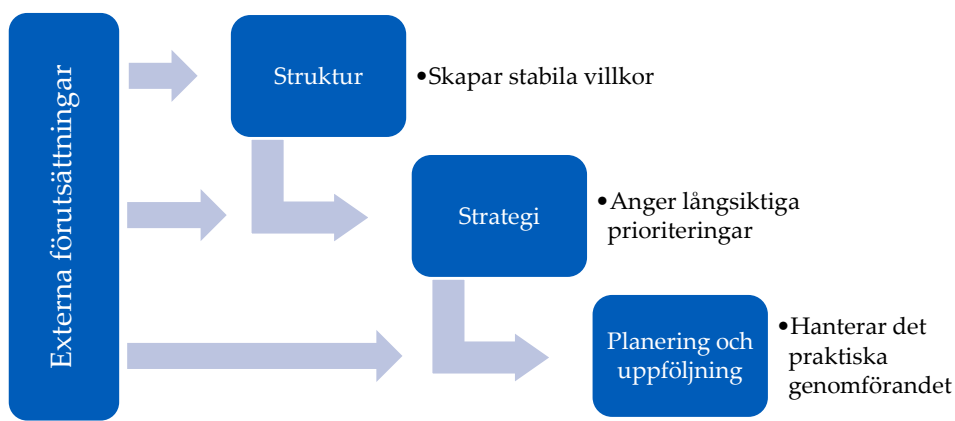 Externa förutsättningar
Struktur
•Skapar stabila villkor
Strategi
•Anger långsiktiga
prioriteringar
Planering och
uppföljning
•Hanterar det
praktiska
genomförandet